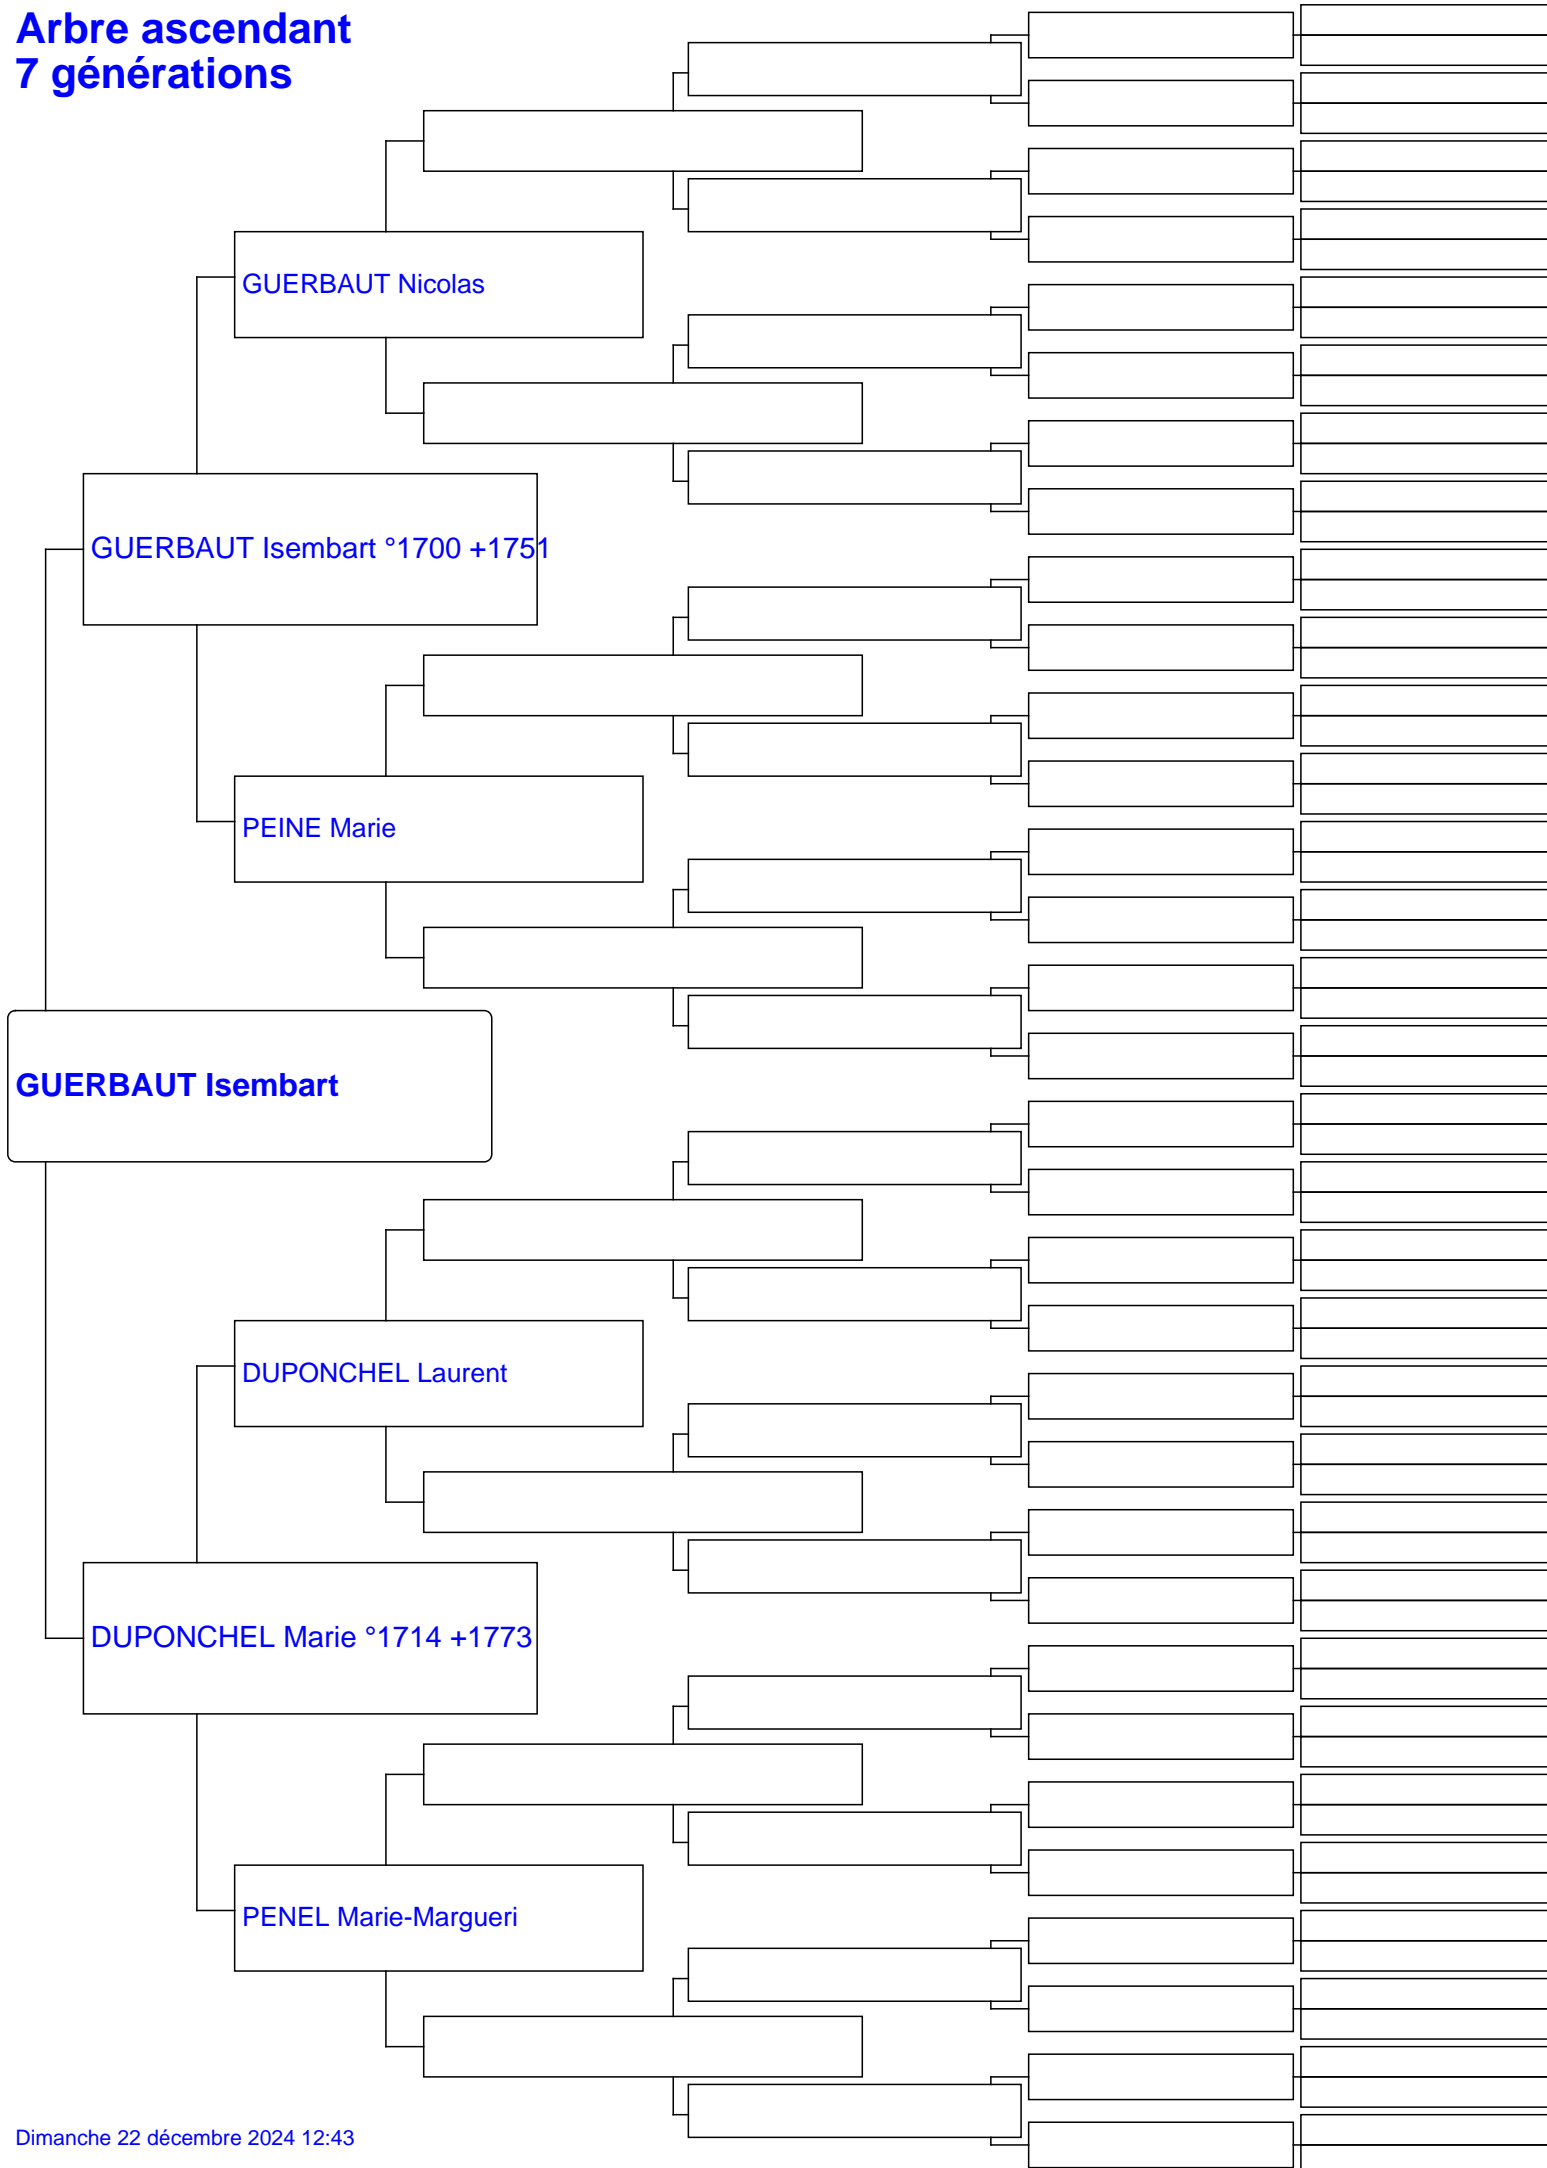 Arbre ascendant
7 générations
GUERBAUT Nicolas
GUERBAUT Isembart °1700 +1751
PEINE Marie
GUERBAUT Isembart
DUPONCHEL Laurent
DUPONCHEL Marie °1714 +1773
PENEL Marie-Margueri
Dimanche 22 décembre 2024 12:43